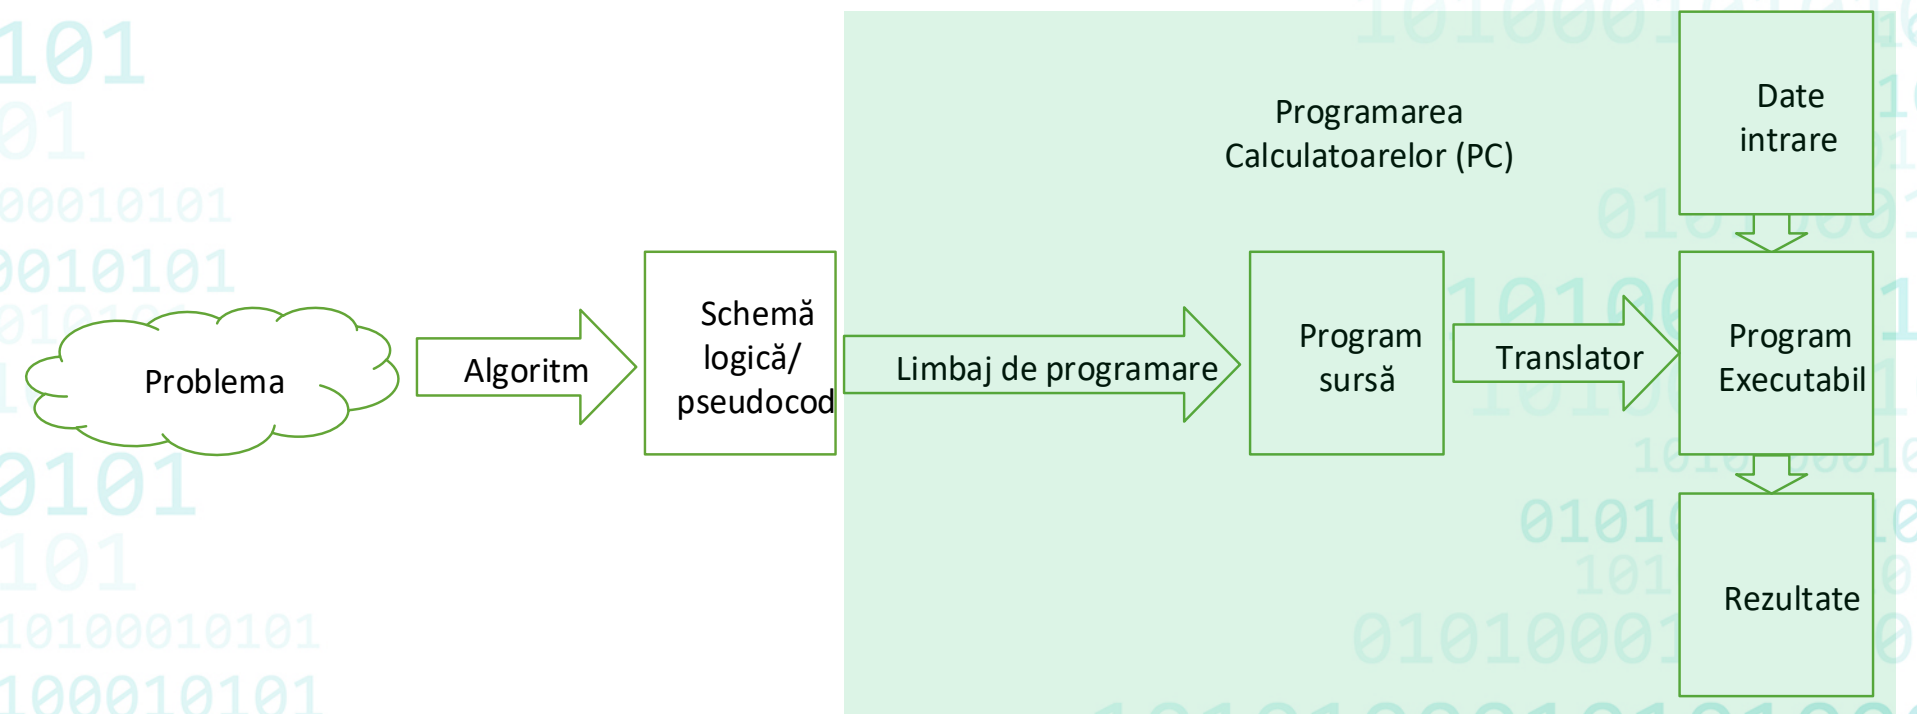 Programarea
Calculatoarelor (PC)
Date
intrare
Problema
Algoritm
Schemă
logică/
pseudocod
Limbaj de programare
Program
sursă
Translator
Program
Executabil
Rezultate